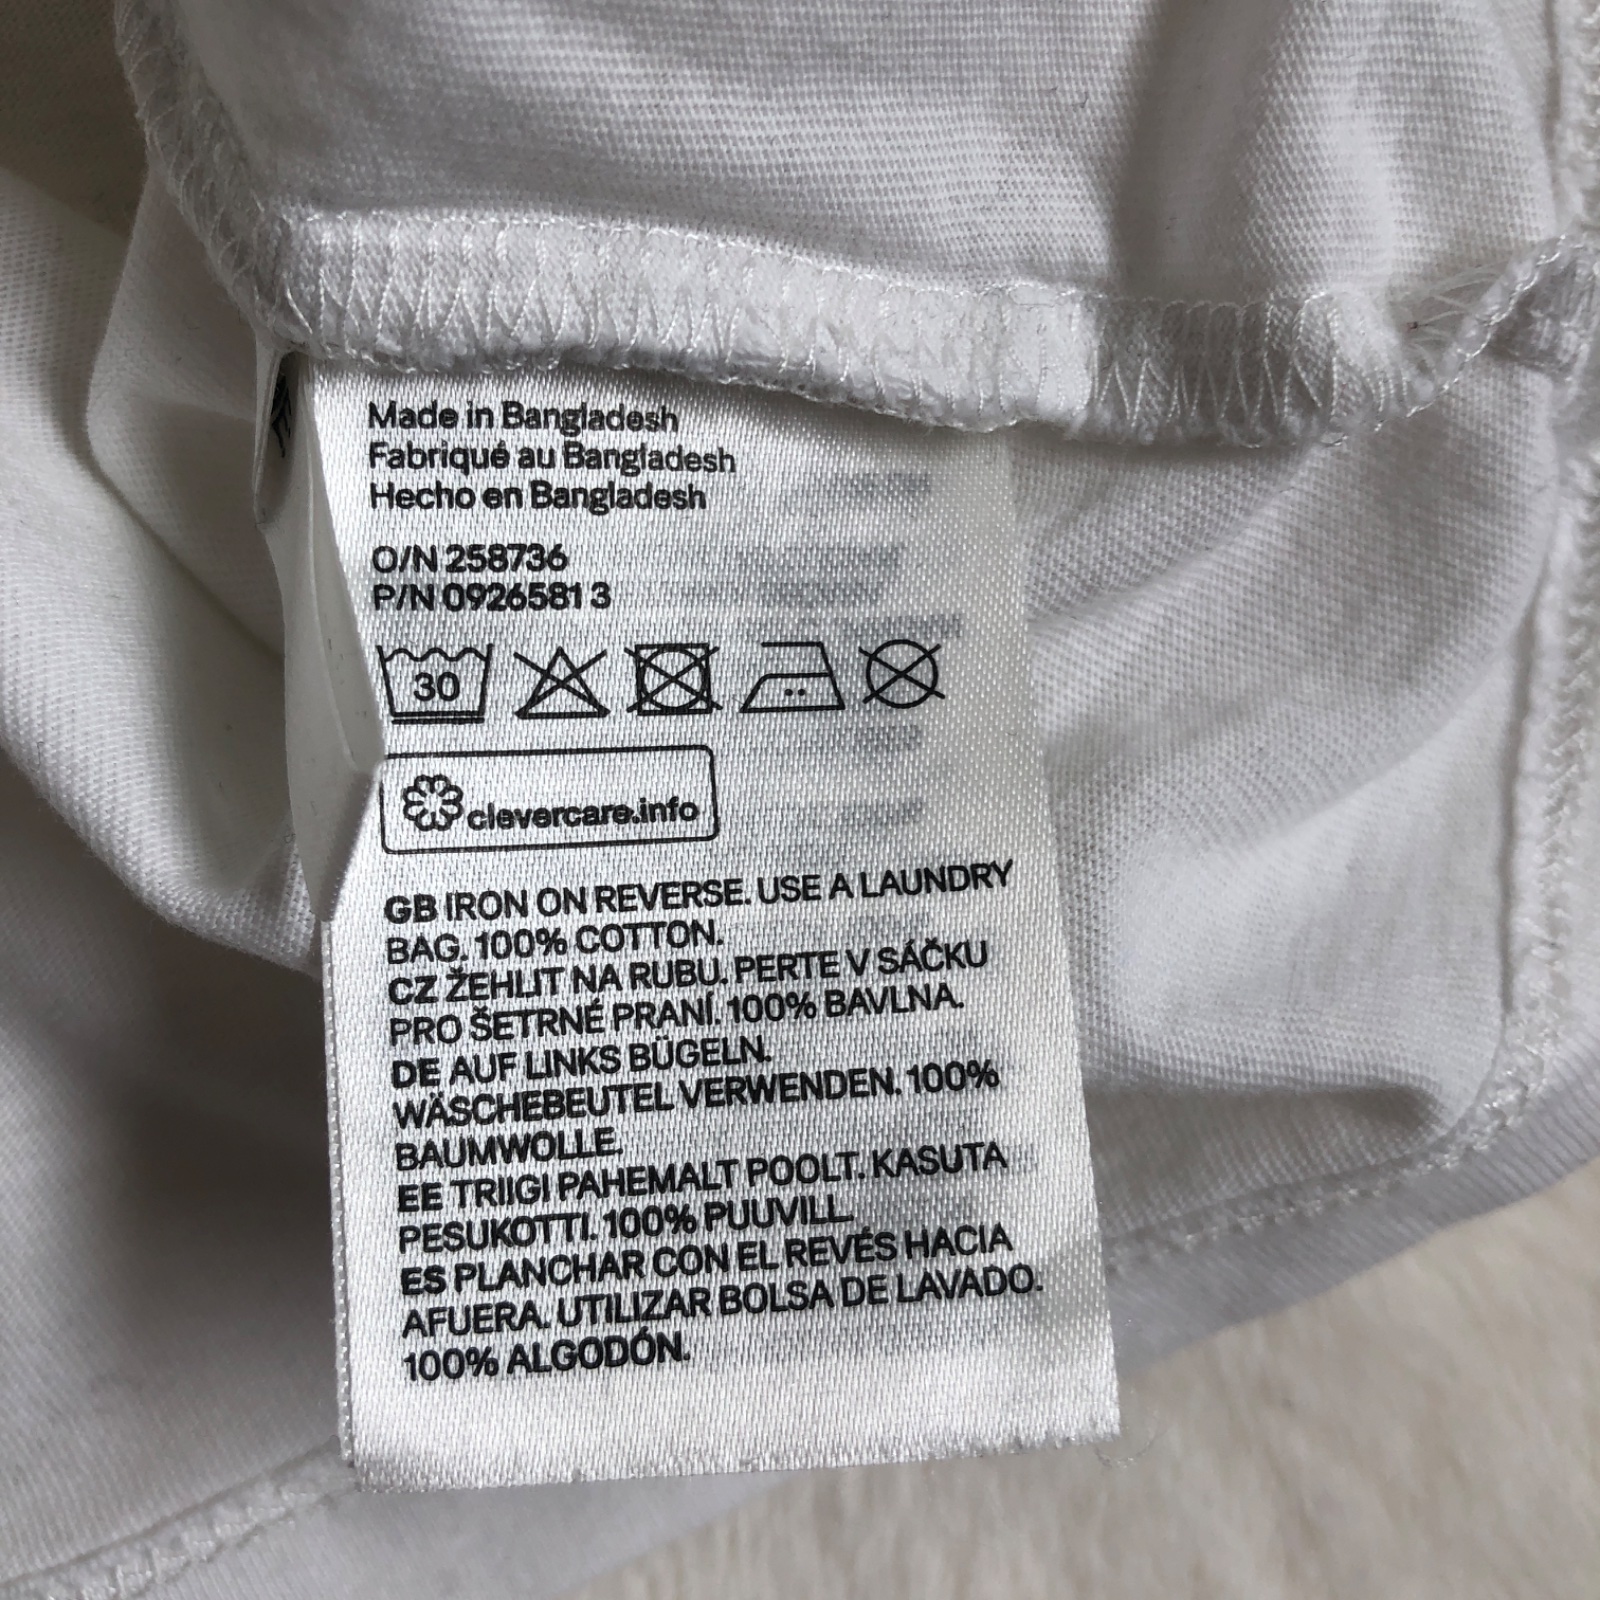 Made in Bangladesh
Fabriqué au Bangladesh
Hecho en Bangladesh
O/N 258736
P/N 0926581 3
30
clevercare.info
GB IRON ON REVERSE. USE A LAUNDRY
BAG. 100% COTTON.
CZ ŽEHLIT NA RUBU. PERTE V SÁČKU
PRO ŠETRNÉ PRANÍ. 100% BAVLNA.
DE AUF LINKS BÜGELN.
WÄSCHEBEUTEL VERWENDEN. 100%
BAUMWOLLE.
EE TRIIGI PAHEMALT POOLT. KASUTA
PESUKOTTI. 100% PUUVILL.
ES PLANCHAR CON EL REVÉS HACIA
AFUERA. UTILIZAR BOLSA DE LAVADO.
100% ALGODÓN.